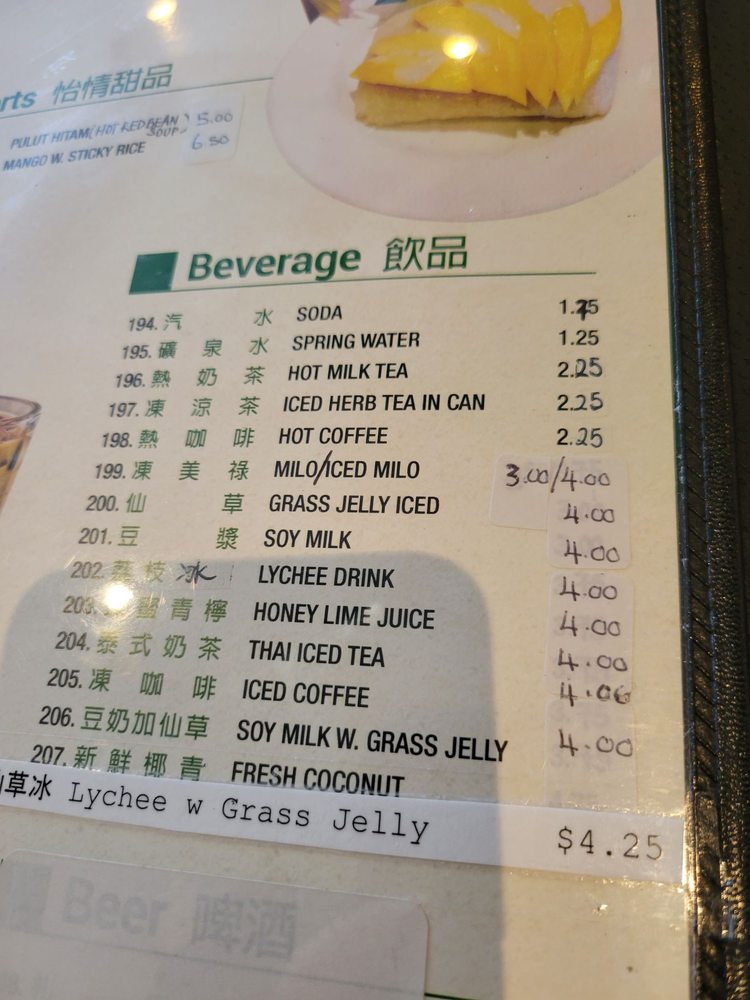 rts 怡情甜品
PULUT HITAM (HOT RED BEAN SOUP) 5.00
MANGO W. STICKY RICE 6.50
Beverage 飲品
194. 汽水 SODA
195. 礦泉水 SPRING WATER 1.25
196. 熱奶茶 HOT MILK TEA 2.25
197. 凍涼茶 ICED HERB TEA IN CAN 2.25
198. 熱咖啡 HOT COFFEE 2.25
199. 凍美祿 MILO/ICED MILO 3.00/4.00
200. 仙草 GRASS JELLY ICED 4.00
201. 豆漿 SOY MILK 4.00
202. 荔枝冰 LYCHEE DRINK 4.00
203. 青檸 HONEY LIME JUICE 4.00
204. 泰式奶茶 THAI ICED TEA 4.00
205. 凍咖啡 ICED COFFEE 4.00
206. 豆奶加仙草 SOY MILK W. GRASS JELLY 4.00
207. 新鮮椰青 FRESH COCONUT
草冰 Lychee w Grass Jelly $4.25
Beer 啤酒